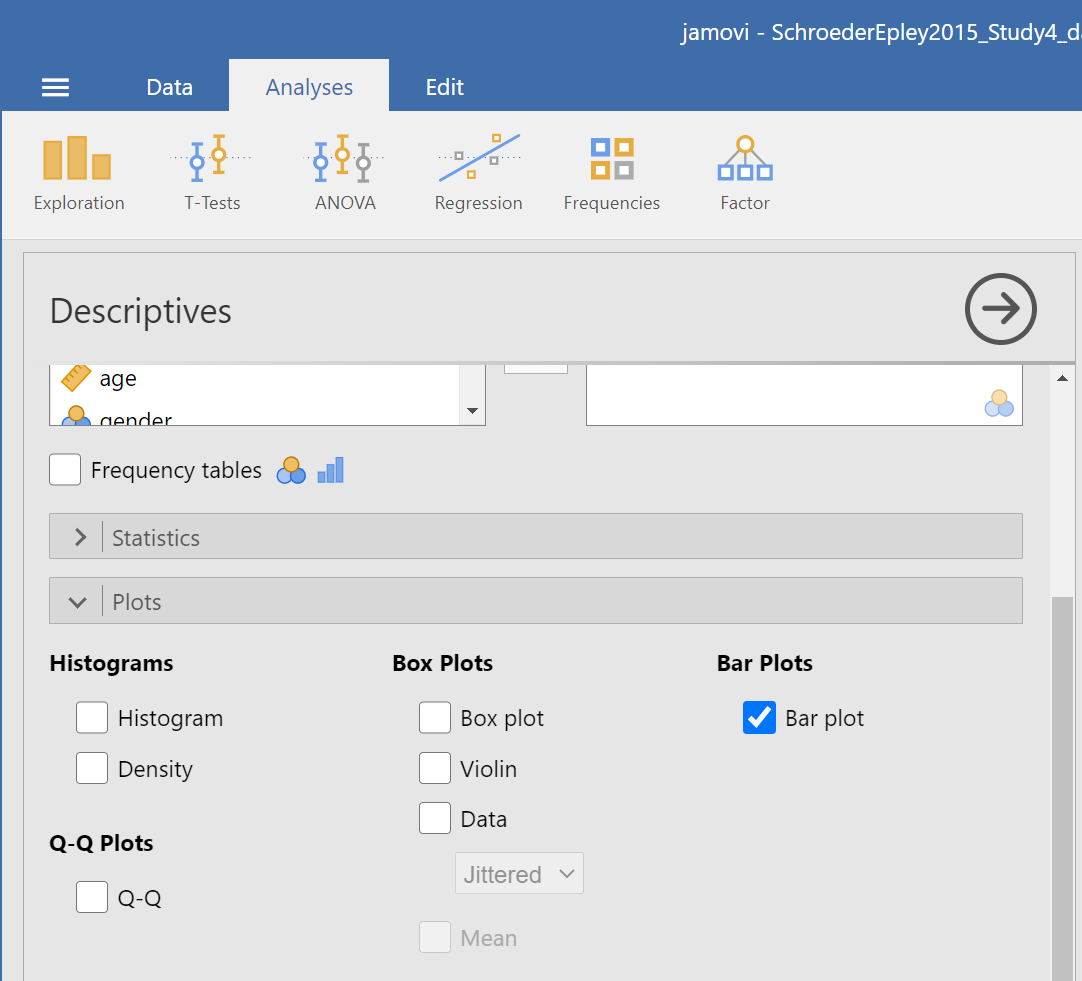 jamovi - SchroederEpley2015_Study4_d
Data Analyses Edit
Exploration T-Tests ANOVA Regression Frequencies Factor
Descriptives
age
gender
Frequency tables
Statistics
Plots
Histograms Box Plots Bar Plots
Histogram Box plot Bar plot
Density Violin
Data
Q-Q Plots
Jittered
Q-Q
Mean